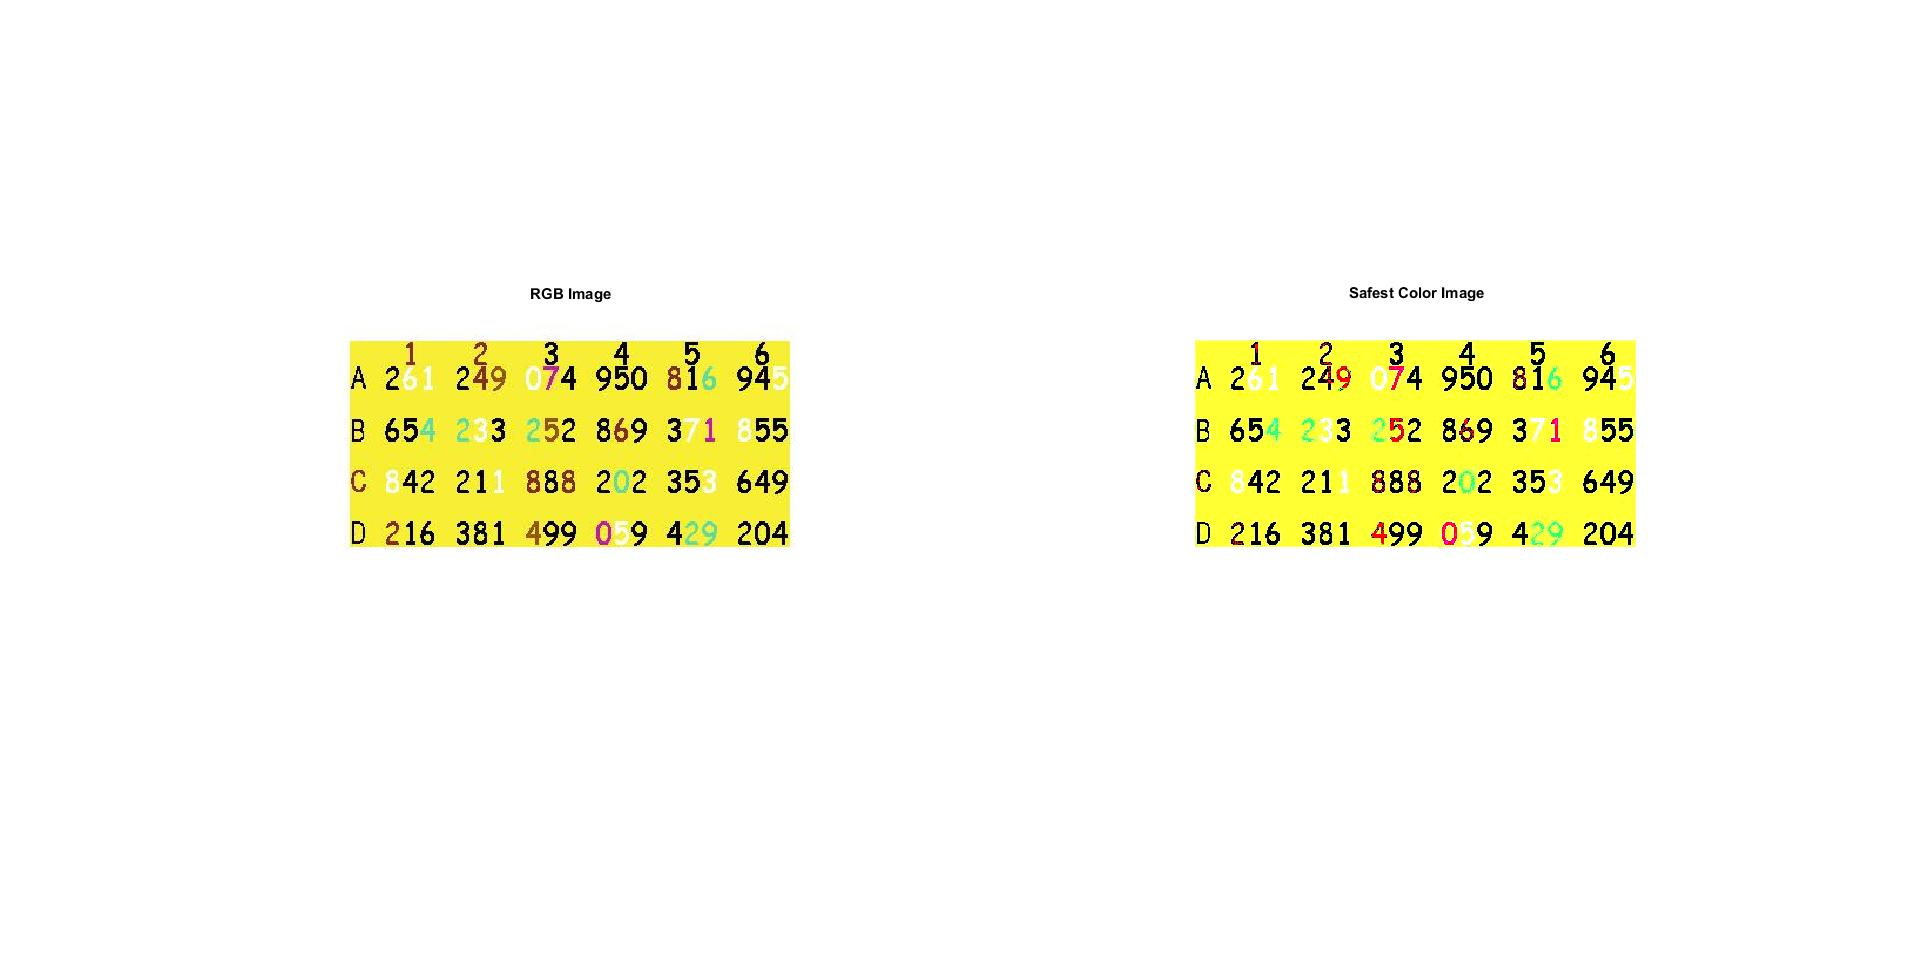 RGB Image
1 2 3 4 5 6
A 261 249 074 950 816 945
B 654 233 252 869 371 855
C 842 211 888 202 353 649
D 216 381 499 059 429 204
Safest Color Image
1 2 3 4 5 6
A 261 249 074 950 816 945
B 654 233 252 869 371 855
C 842 211 888 202 353 649
D 216 381 499 059 429 204